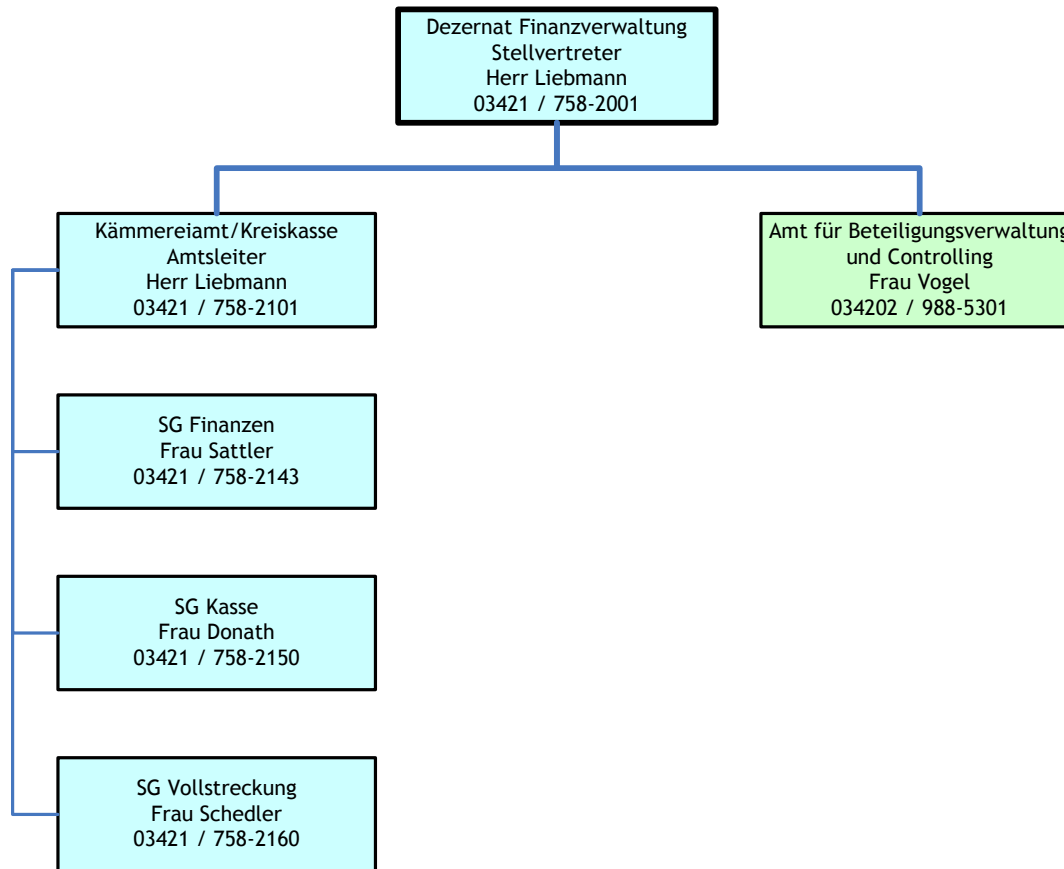 Dezernat Finanzverwaltung
Stellvertreter
Herr Liebmann
03421 / 758-2001
Kämmereiamt/Kreiskasse
Amtsleiter
Herr Liebmann
03421 / 758-2101
Amt für Beteiligungsverwaltung
und Controlling
Frau Vogel
034202 / 988-5301
SG Finanzen
Frau Sattler
03421 / 758-2143
SG Kasse
Frau Donath
03421 / 758-2150
SG Vollstreckung
Frau Schedler
03421 / 758-2160